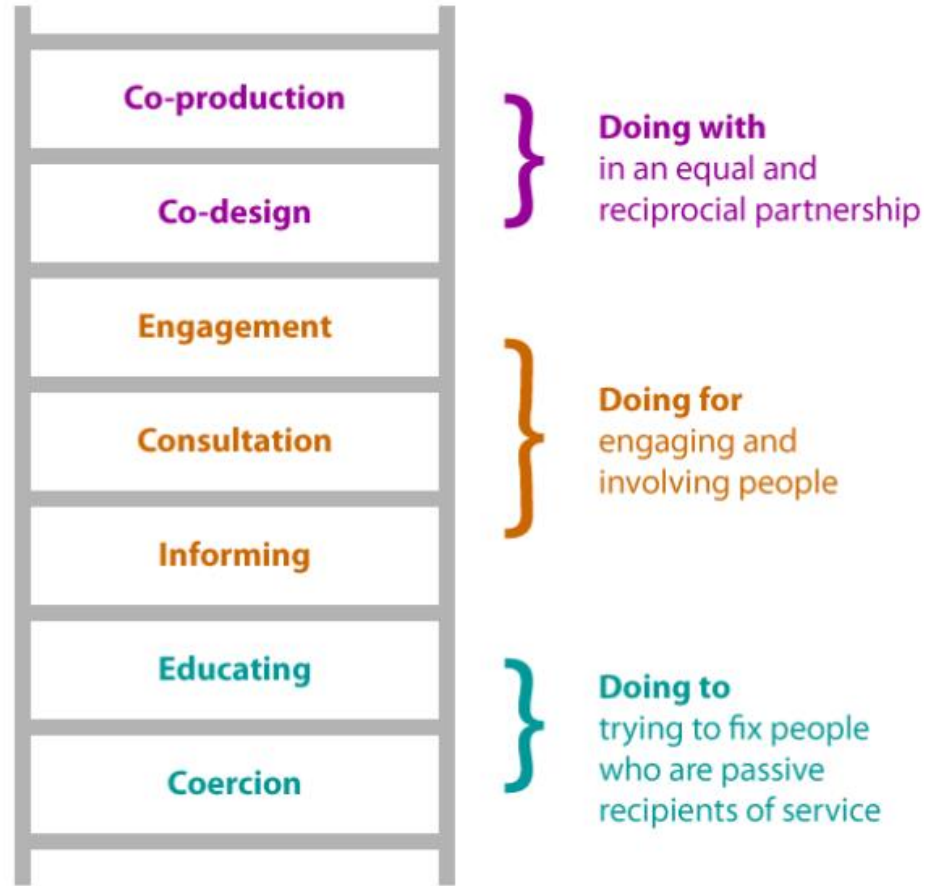 Co-production
Co-design
Engagement
Consultation
Informing
Educating
Coercion
Doing with
in an equal and
reciprocial partnership
Doing for
engaging and
involving people
Doing to
trying to fix people
who are passive
recipients of service